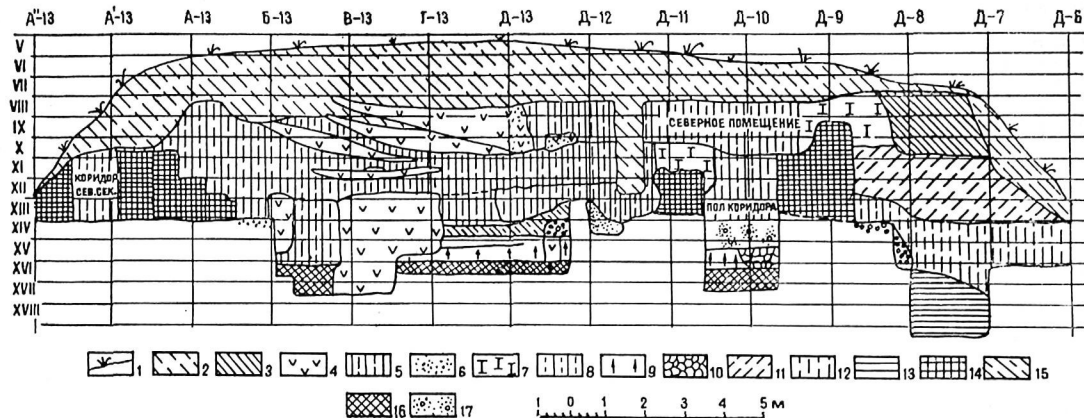 А"-13 А'-13 А-13 Б-13 В-13 Г-13 Д-13 Д-12 Д-11 Д-10 Д-9 Д-8 Д-7 Д-6
V
VI
VII
VIII
IX
СЕВЕРНОЕ ПОМЕЩЕНИЕ
X
XI
КОРИДОР
СЕВ. СЕК.
XII
XIII
ПОЛ КОРИДОРА
XIV
XV
XVI
XVII
XVIII
1 2 3 4 5 6 7 8 9 10 11 12 13 14 15
16 17 1 0 1 2 3 4 5 м